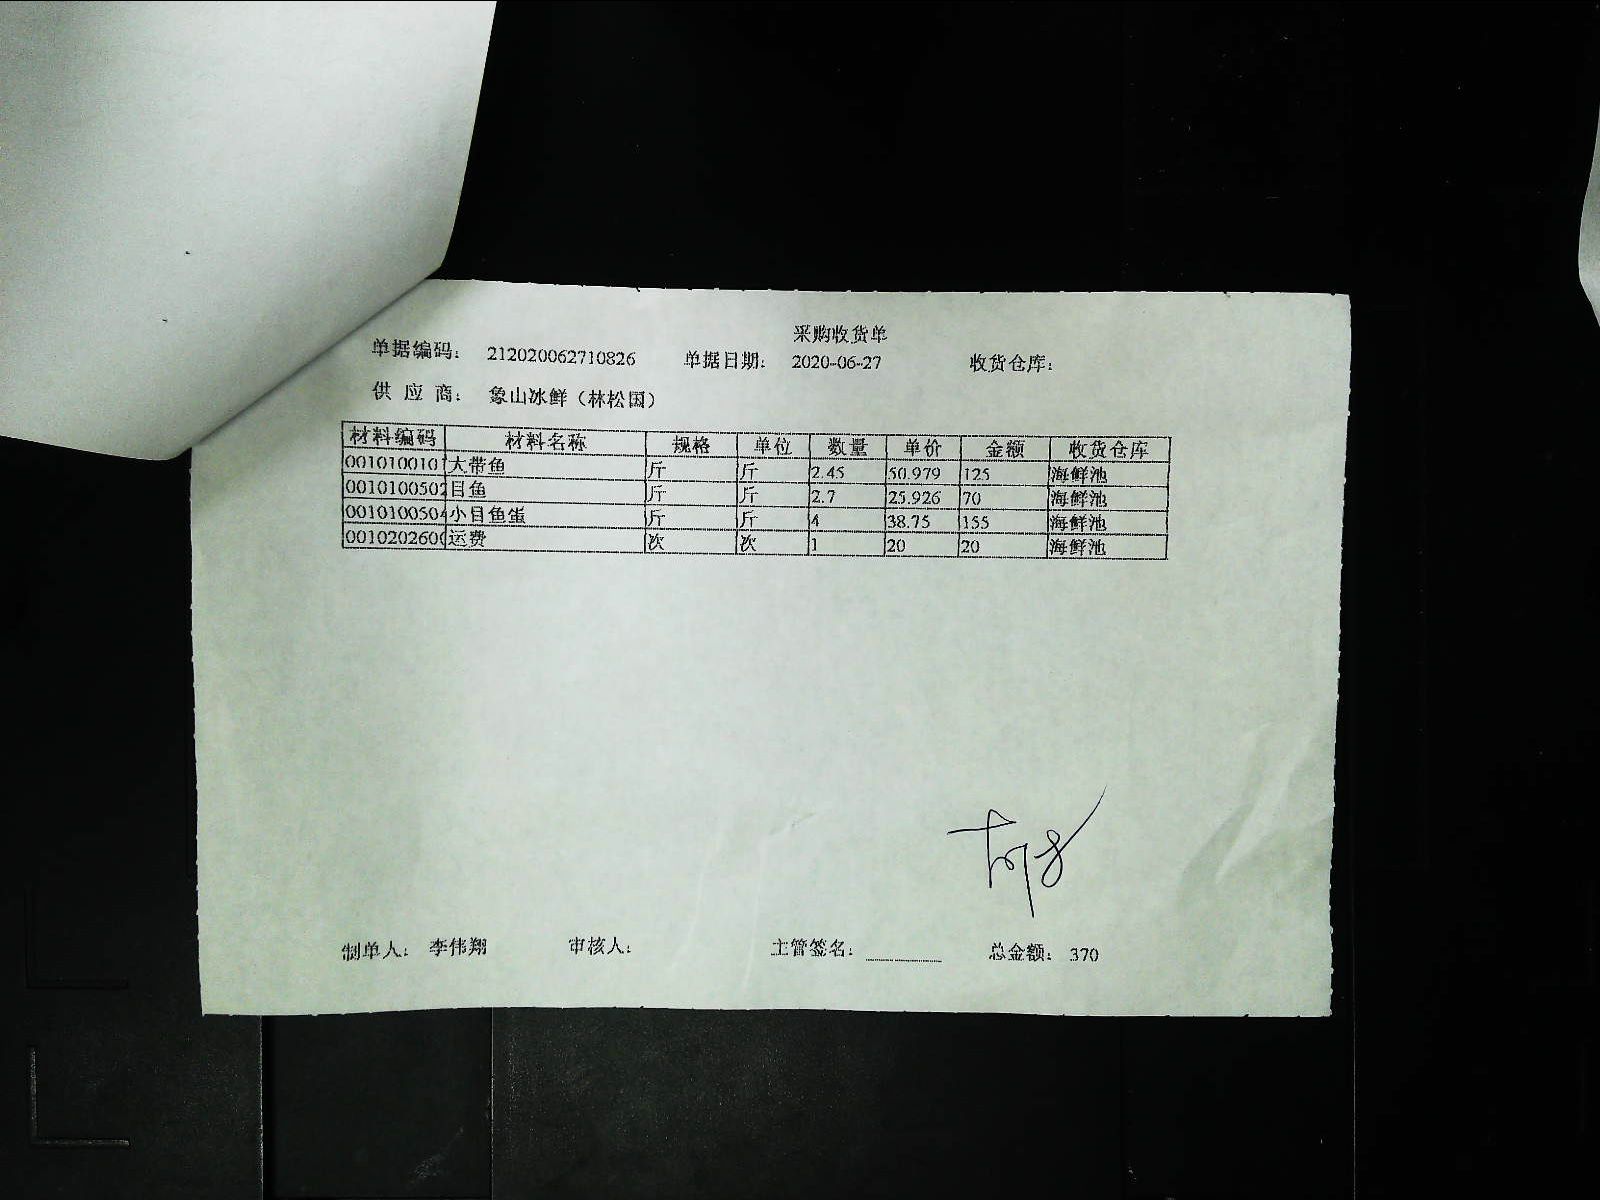 采购收货单
单据编码: 212020062710826 单据日期: 2020-06-27 收货仓库:
供 应 商: 象山冰鲜（林松国）
材料编码 材料名称 规格 单位 数量 单价 金额 收货仓库
0010100101 大带鱼 斤 斤 2.45 50.979 125 海鲜池
0010100502 目鱼 斤 斤 2.7 25.926 70 海鲜池
0010100504 小目鱼蛋 斤 斤 4 38.75 155 海鲜池
0010202600 运费 次 次 1 20 20 海鲜池
制单人: 李伟翔 审核人: 主管签名: 总金额: 370